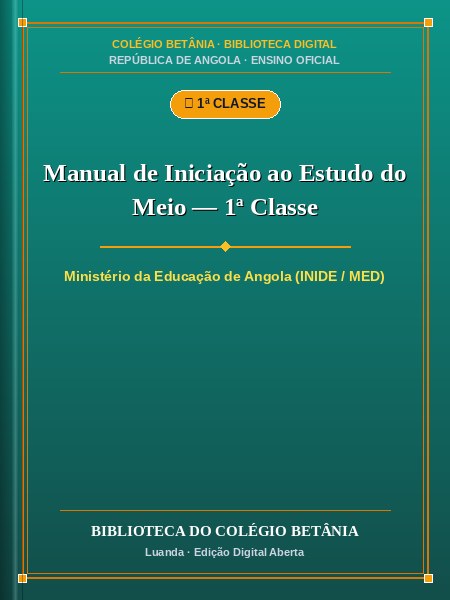 COLÉGIO BETÂNIA · BIBLIOTECA DIGITAL
REPÚBLICA DE ANGOLA · ENSINO OFICIAL
1ª CLASSE
Manual de Iniciação ao Estudo do
Meio — 1ª Classe
Ministério da Educação de Angola (INIDE / MED)
BIBLIOTECA DO COLÉGIO BETÂNIA
Luanda · Edição Digital Aberta